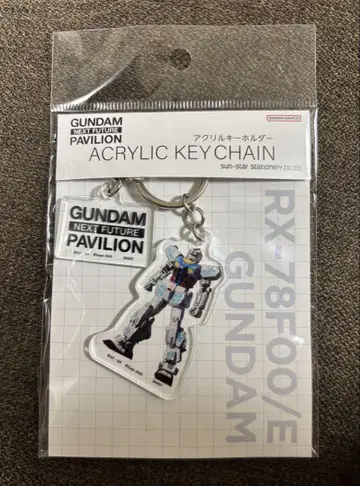 GUNDAM
NEXT FUTURE
PAVILION
BANDAI NAMCO
アクリルキーホルダー
ACRYLIC KEYCHAIN
sun-star Stationery CO.,LTD.
GUNDAM
NEXT FUTURE
PAVILION
RX-78F00/E
GUNDAM